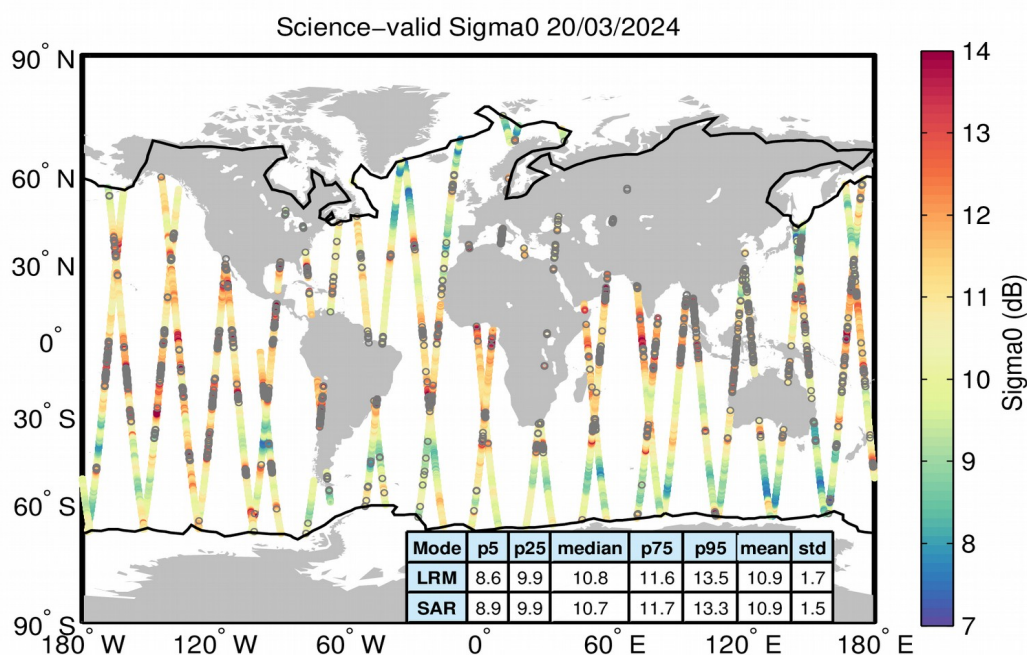 Science−valid Sigma0 20/03/2024
90° N
60° N
30° N
0°
30° S
60° S
90° S
180° W
120° W
60° W
0°
60° E
120° E
180° E
14
13
12
11
10
9
8
7
Sigma0 (dB)
Mode p5 p25 median p75 p95 mean std
LRM 8.6 9.9 10.8 11.6 13.5 10.9 1.7
SAR 8.9 9.9 10.7 11.7 13.3 10.9 1.5